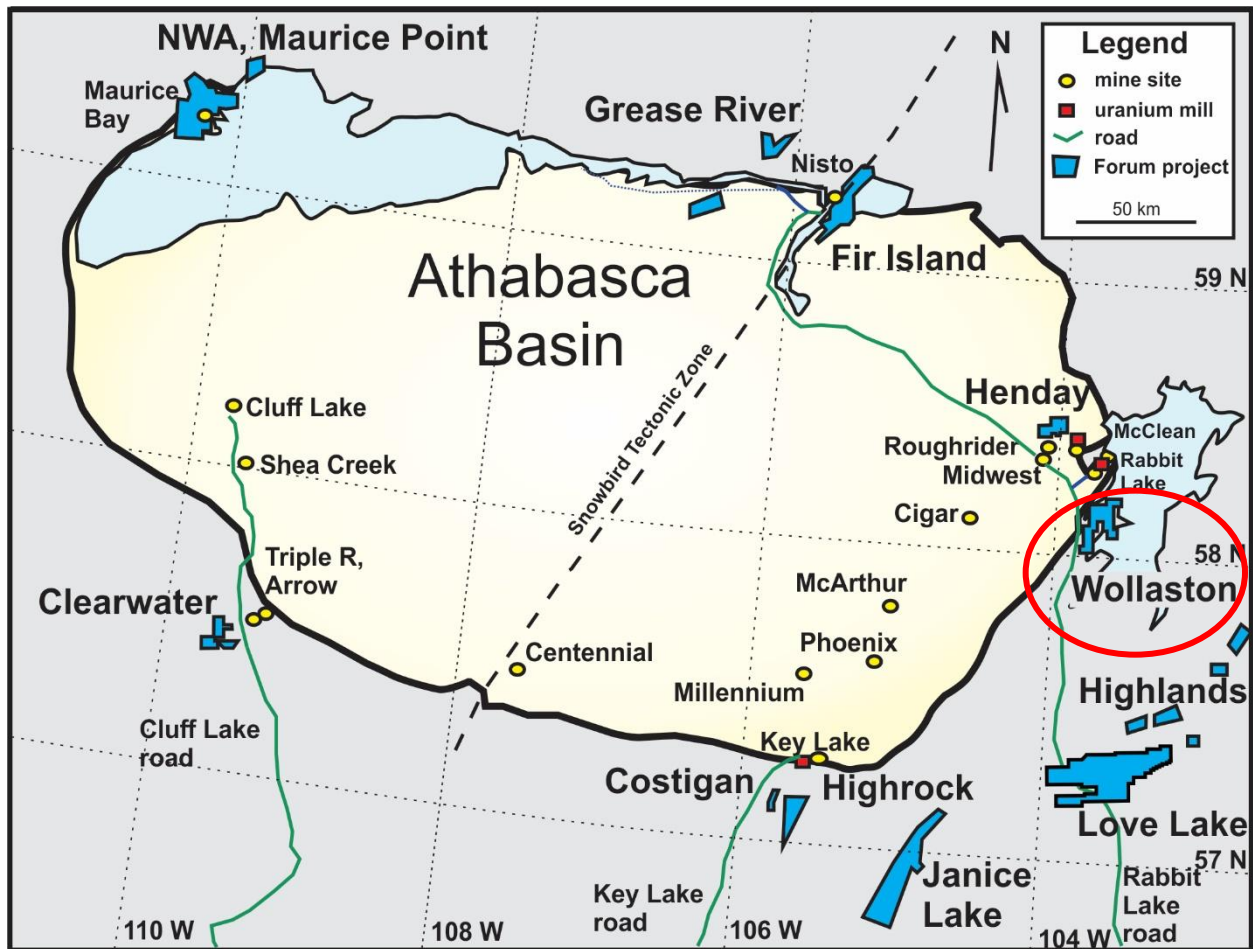 NWA, Maurice Point
Maurice
Bay
Grease River
Nisto
N
Legend
mine site
uranium mill
road
Forum project
50 km
Fir Island
Athabasca
Basin
59 N
Snowbird Tectonic Zone
Henday
McClean
Roughrider
Rabbit
Midwest
Lake
Cluff Lake
Shea Creek
Cigar
58 N
Triple R,
Arrow
Clearwater
McArthur
Wollaston
Phoenix
Centennial
Millennium
Highlands
Cluff Lake
road
Key Lake
Costigan
Highrock
Love Lake
57 N
Janice
Lake
Key Lake
road
Rabbit
Lake
road
110 W
108 W
106 W
104 W